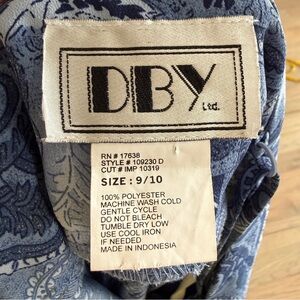 DBY
Ltd.
RN # 17638
STYLE # 109230 D
CUT # IMP 10319
SIZE : 9/10
100% POLYESTER
MACHINE WASH COLD
GENTLE CYCLE
DO NOT BLEACH
TUMBLE DRY LOW
USE COOL IRON
IF NEEDED
MADE IN INDONESIA